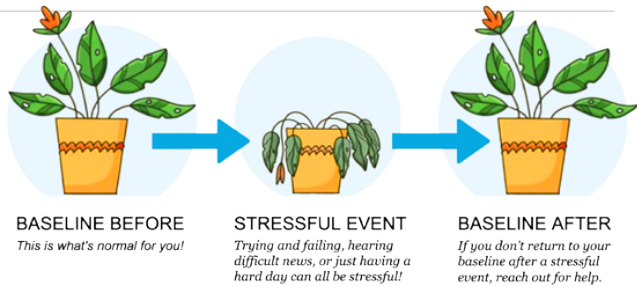 BASELINE BEFORE
This is what's normal for you!
STRESSFUL EVENT
Trying and failing, hearing
difficult news, or just having a
hard day can all be stressful!
BASELINE AFTER
If you don't return to your
baseline after a stressful
event, reach out for help.